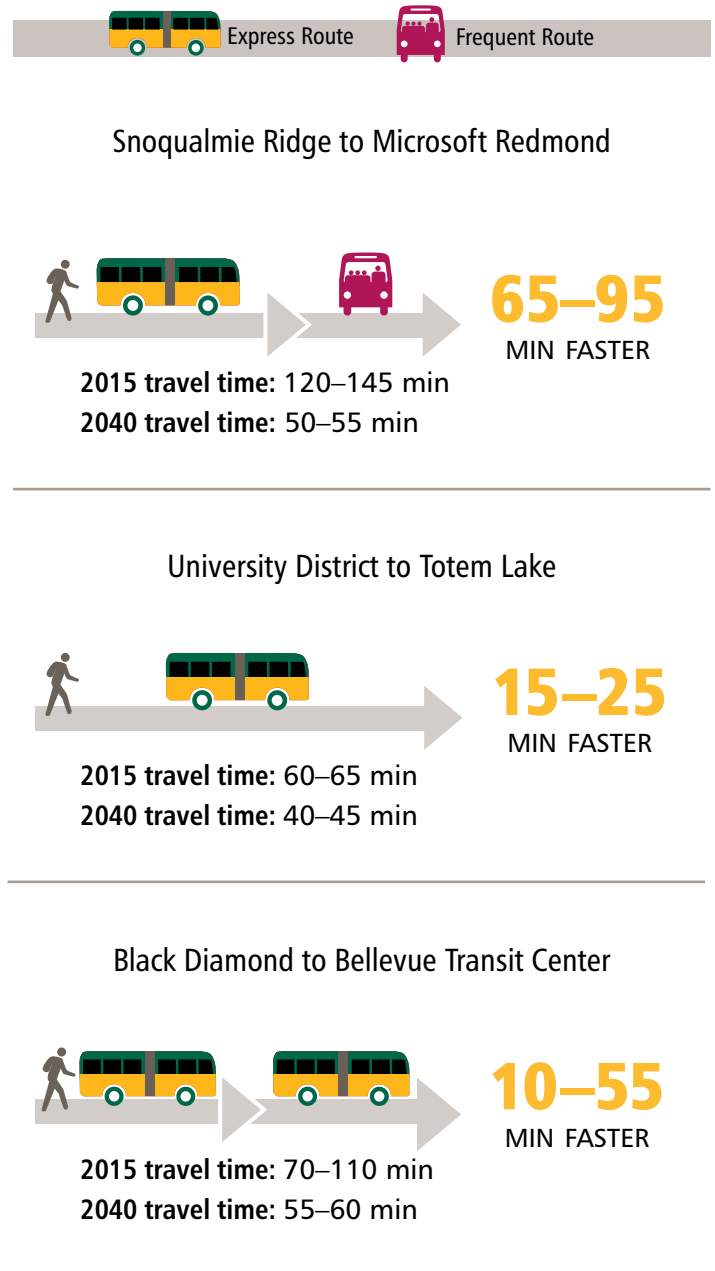 Express Route Frequent Route
Snoqualmie Ridge to Microsoft Redmond
65–95
MIN FASTER
2015 travel time: 120–145 min
2040 travel time: 50–55 min
University District to Totem Lake
15–25
MIN FASTER
2015 travel time: 60–65 min
2040 travel time: 40–45 min
Black Diamond to Bellevue Transit Center
10–55
MIN FASTER
2015 travel time: 70–110 min
2040 travel time: 55–60 min